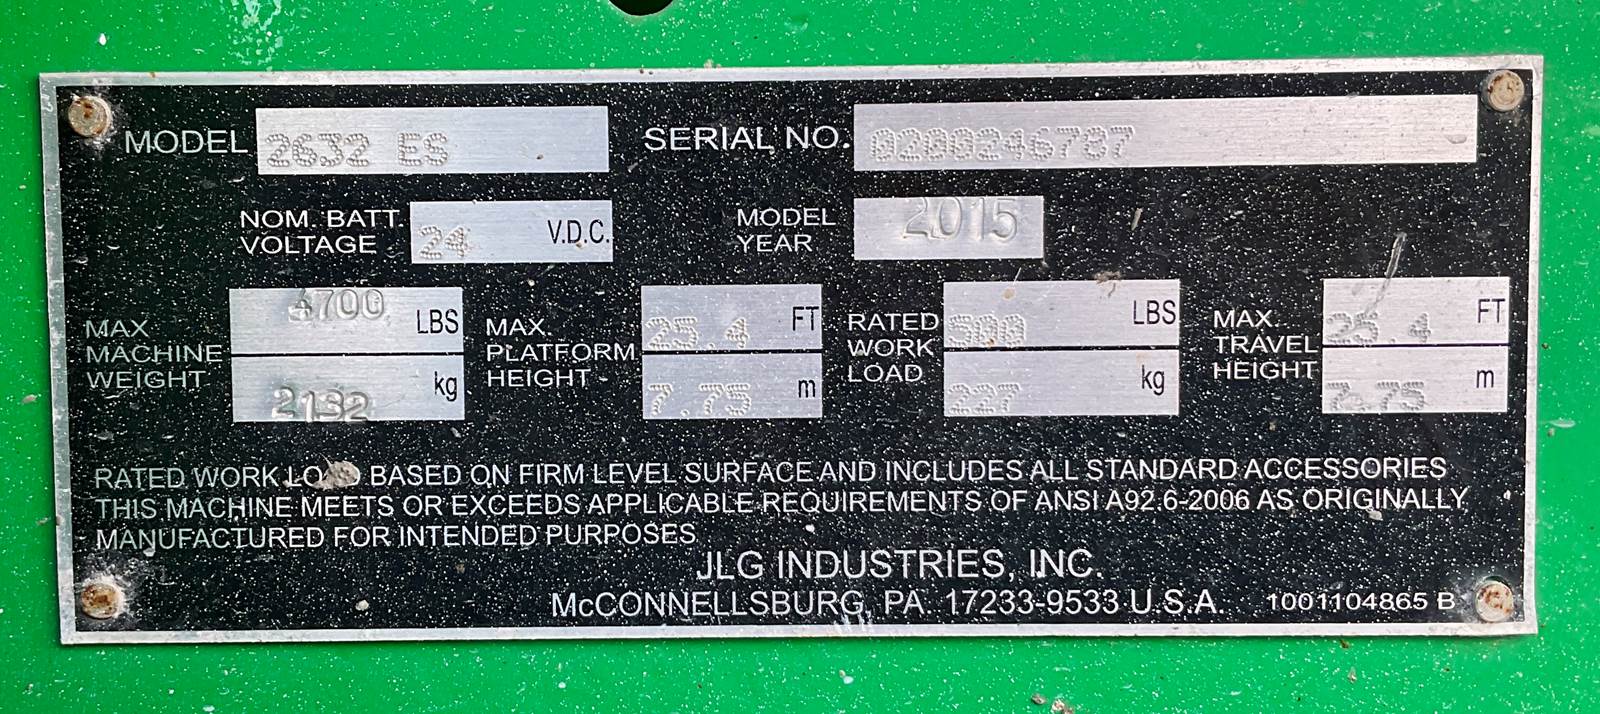 MODEL 2632 ES SERIAL NO. 0200246787
NOM. BATT. VOLTAGE 24 V.D.C. MODEL YEAR 2015
MAX MACHINE WEIGHT 4700 LBS 2132 kg
MAX. PLATFORM HEIGHT 25.4 FT 7.75 m
RATED WORK LOAD 500 LBS 227 kg
MAX. TRAVEL HEIGHT 25.4 FT 7.75 m
RATED WORK LOAD BASED ON FIRM LEVEL SURFACE AND INCLUDES ALL STANDARD ACCESSORIES
THIS MACHINE MEETS OR EXCEEDS APPLICABLE REQUIREMENTS OF ANSI A92.6-2006 AS ORIGINALLY
MANUFACTURED FOR INTENDED PURPOSES
JLG INDUSTRIES, INC.
McCONNELLSBURG, PA. 17233-9533 U.S.A. 1001104865 B